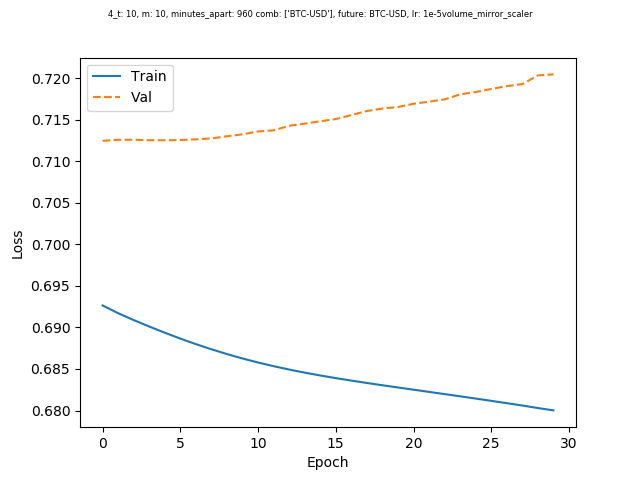 4_t: 10, m: 10, minutes_apart: 960 comb: ['BTC-USD'], future: BTC-USD, lr: 1e-5volume_mirror_scaler
Train
Val
0.720
0.715
0.710
0.705
0.700
0.695
0.690
0.685
0.680
Loss
0 5 10 15 20 25 30
Epoch